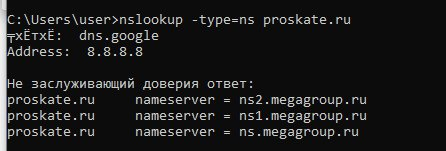 C:\Users\user>nslookup -type=ns proskate.ru
╤хЁтхЁ:  dns.google
Address:  8.8.8.8

Не заслуживающий доверия ответ:
proskate.ru     nameserver = ns2.megagroup.ru
proskate.ru     nameserver = ns1.megagroup.ru
proskate.ru     nameserver = ns.megagroup.ru